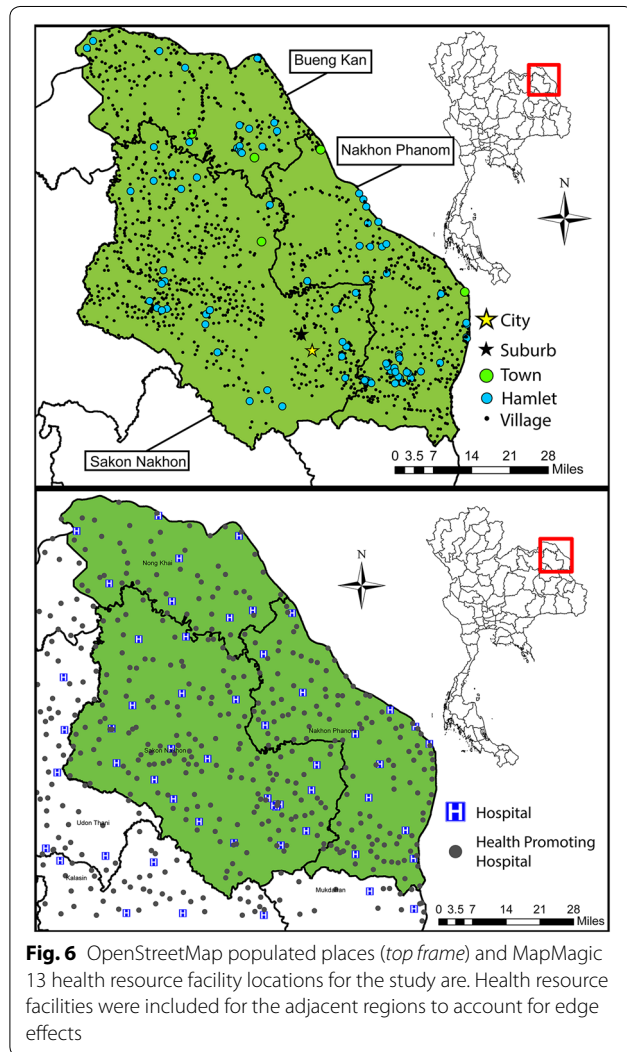 Bueng Kan
Nakhon Phanom
N
City
Suburb
Town
Hamlet
Village
Sakon Nakhon
0 3.5 7 14 21 28
Miles
N
Nong Khai
Nakhon Phanom
Sakon Nakhon
H Hospital
Health Promoting
Hospital
Udon Thani
Kalasin
Mukdahan
0 3.5 7 14 21 28
Miles
Fig. 6 OpenStreetMap populated places (top frame) and MapMagic
13 health resource facility locations for the study are. Health resource
facilities were included for the adjacent regions to account for edge
effects